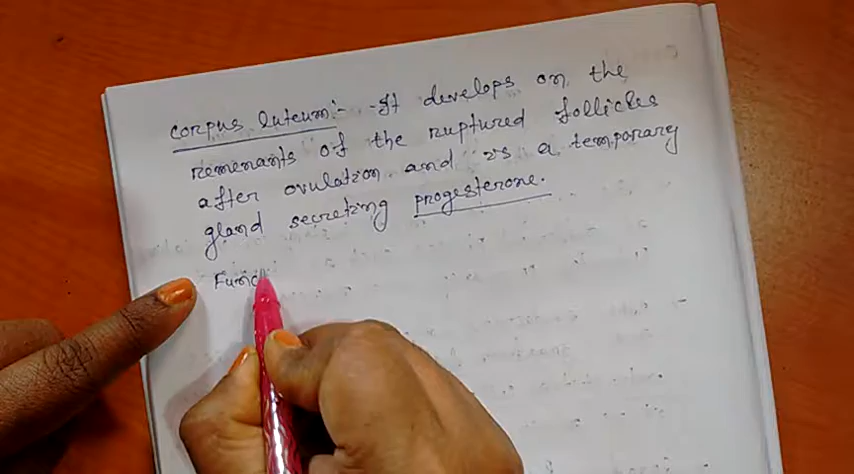 Corpus luteum:- It develops on the
remenants of the ruptured follicles
after ovulation and is a temporary
gland secreting progesterone.
Func